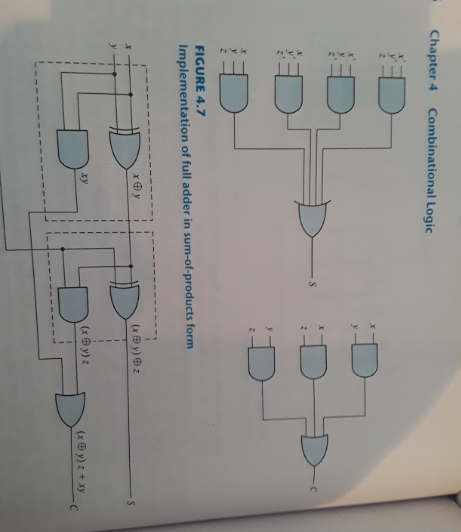 Chapter 4 Combinational Logic
x'
y'
z
x'
y
z'
x
y'
z'
x
y
z
S
x
y
x
z
y
z
C
FIGURE 4.7
Implementation of full adder in sum-of-products form
x
y
x ⊕ y
xy
(x ⊕ y) ⊕ z
(x ⊕ y) z
(x ⊕ y) z + xy
S
C